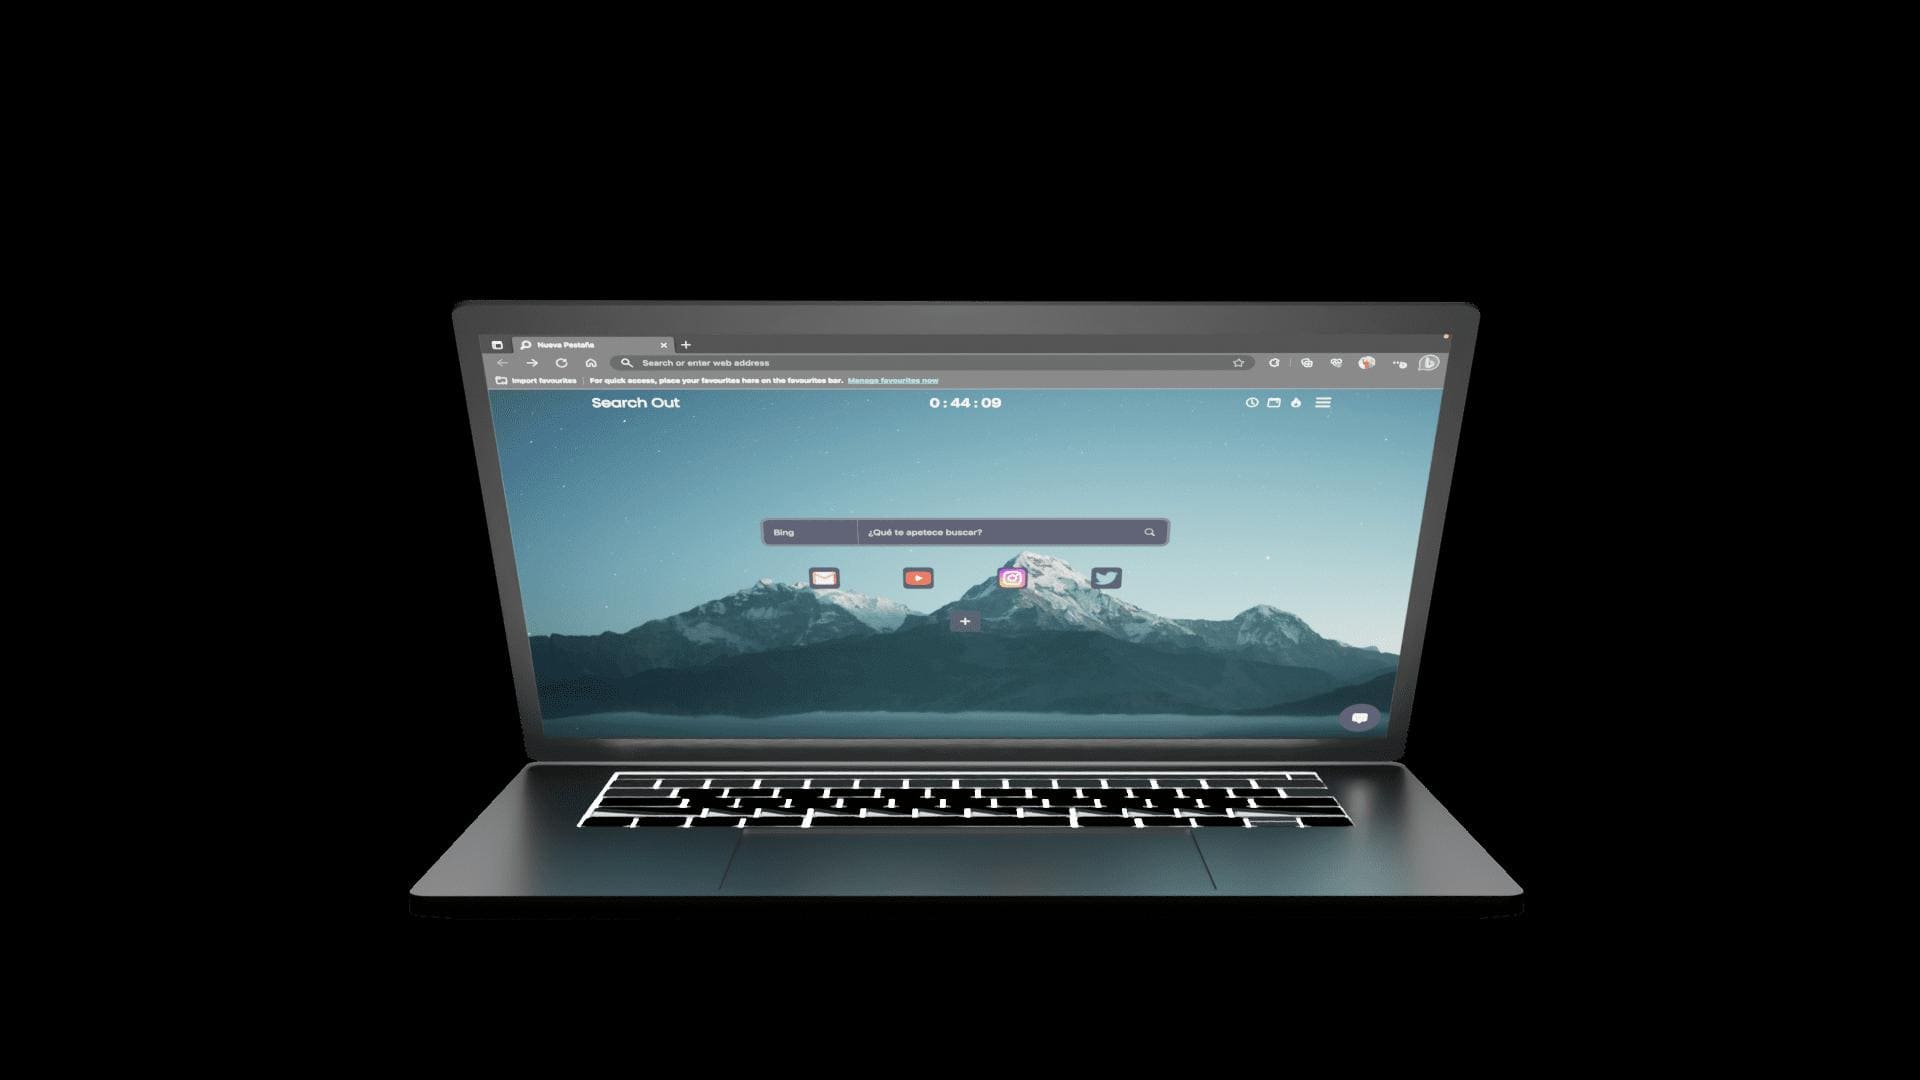 Nueva Pestaña
Search or enter web address
Import favourites
For quick access, place your favourites here on the favourites bar. Manage favourites now
Search Out
0 : 44 : 09
Bing
¿Qué te apetece buscar?